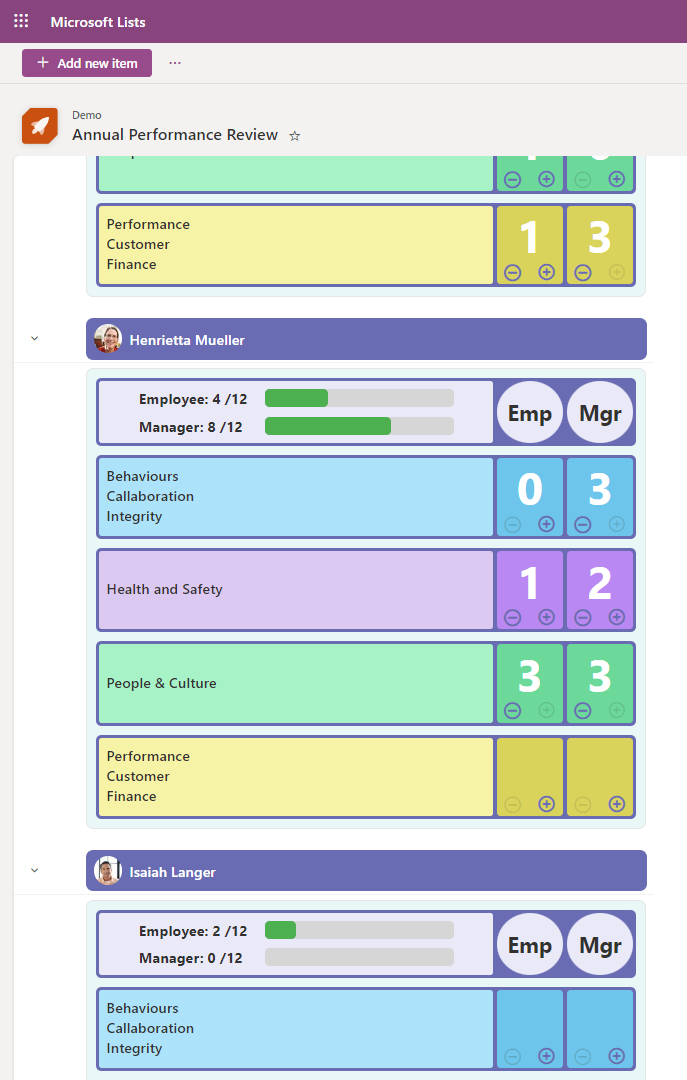 Microsoft Lists
Add new item
Demo
Annual Performance Review
Performance
Customer
Finance
1
3
Henrietta Mueller
Employee: 4 /12
Manager: 8 /12
Emp
Mgr
Behaviours
Callaboration
Integrity
0
3
Health and Safety
1
2
People & Culture
3
3
Performance
Customer
Finance
Isaiah Langer
Employee: 2 /12
Manager: 0 /12
Emp
Mgr
Behaviours
Callaboration
Integrity